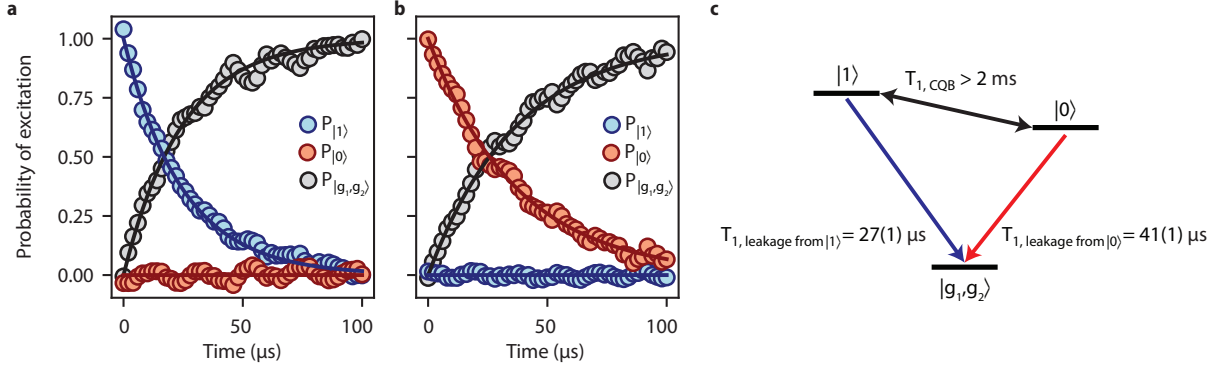 a
Probability of excitation
1.00
0.75
0.50
0.25
0.00
P|1⟩
P|0⟩
P|g₁,g₂⟩
0
50
100
Time (μs)
b
P|1⟩
P|0⟩
P|g₁,g₂⟩
0
50
100
Time (μs)
c
|1⟩
T1, CQB > 2 ms
|0⟩
T1, leakage from |1⟩ = 27(1) μs
T1, leakage from |0⟩ = 41(1) μs
|g₁,g₂⟩